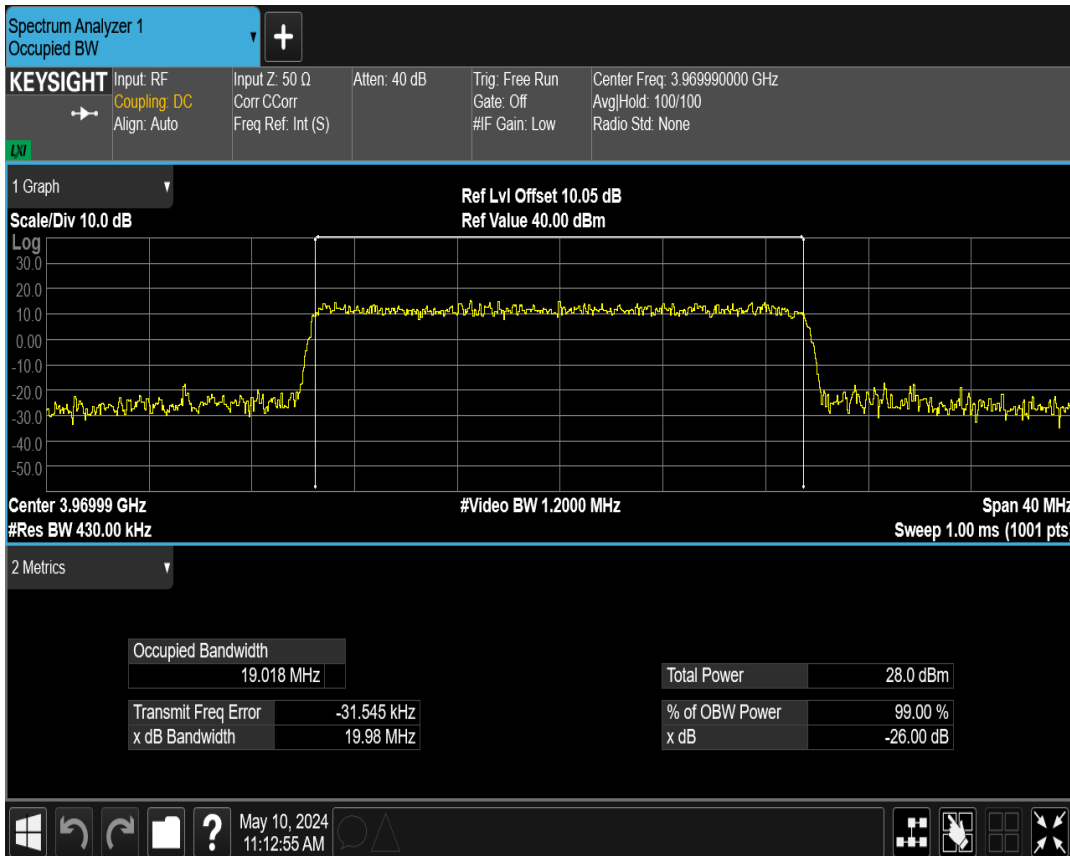 Spectrum Analyzer 1
Occupied BW
+
KEYSIGHT
LXI
Input: RF
Coupling: DC
Align: Auto
Input Z: 50 Ω
Corr CCorr
Freq Ref: Int (S)
Atten: 40 dB
Trig: Free Run
Gate: Off
#IF Gain: Low
Center Freq: 3.969990000 GHz
Avg|Hold: 100/100
Radio Std: None
1 Graph
Scale/Div 10.0 dB
Ref Lvl Offset 10.05 dB
Ref Value 40.00 dBm
Log
30.0
20.0
10.0
0.00
-10.0
-20.0
-30.0
-40.0
-50.0
Center 3.96999 GHz
#Video BW 1.2000 MHz
Span 40 MHz
#Res BW 430.00 kHz
Sweep 1.00 ms (1001 pts)
2 Metrics
Occupied Bandwidth
19.018 MHz
Total Power 28.0 dBm
Transmit Freq Error -31.545 kHz
% of OBW Power 99.00 %
x dB Bandwidth 19.98 MHz
x dB -26.00 dB
?
May 10, 2024
11:12:55 AM